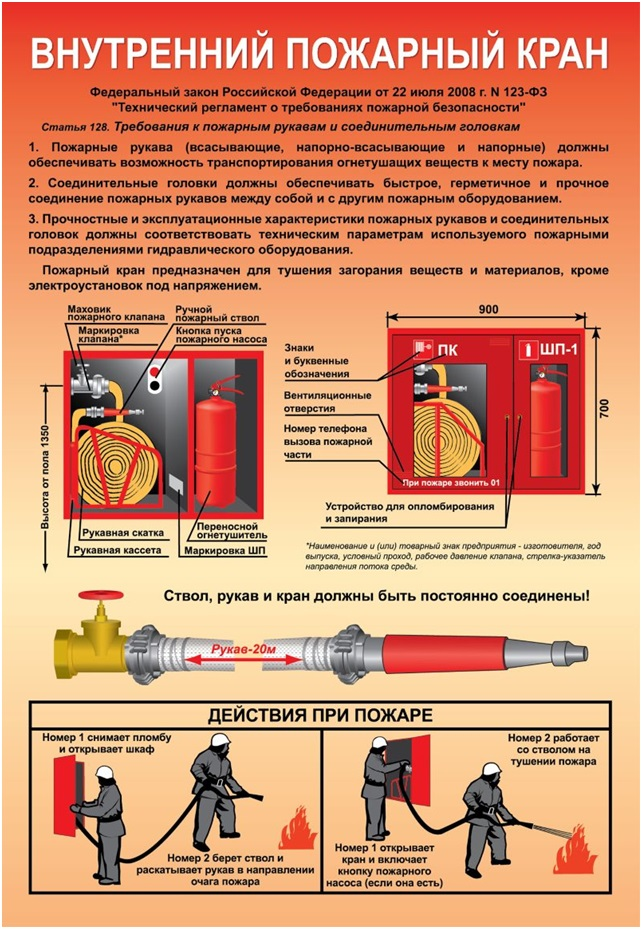 ВНУТРЕННИЙ ПОЖАРНЫЙ КРАН
Федеральный закон Российской Федерации от 22 июля 2008 г. N 123-ФЗ
"Технический регламент о требованиях пожарной безопасности"
Статья 128. Требования к пожарным рукавам и соединительным головкам
1. Пожарные рукава (всасывающие, напорно-всасывающие и напорные) должны
обеспечивать возможность транспортирования огнетушащих веществ к месту пожара.
2. Соединительные головки должны обеспечивать быстрое, герметичное и прочное
соединение пожарных рукавов между собой и с другим пожарным оборудованием.
3. Прочностные и эксплуатационные характеристики пожарных рукавов и соединительных
головок должны соответствовать техническим параметрам используемого пожарными
подразделениями гидравлического оборудования.
Пожарный кран предназначен для тушения загорания веществ и материалов, кроме
электроустановок под напряжением.
Маховик
пожарного клапана
Маркировка
клапана*
Ручной
пожарный ствол
Кнопка пуска
пожарного насоса
Высота от пола 1350
Рукавная скатка
Рукавная кассета
Переносной
огнетушитель
Маркировка ШП
900
700
Знаки
и буквенные
обозначения
Вентиляционные
отверстия
Номер телефона
вызова пожарной
части
ПК
ШП-1
При пожаре звонить 01
Устройство для опломбирования
и запирания
*Наименование и (или) товарный знак предприятия - изготовителя, год
выпуска, условный проход, рабочее давление клапана, стрелка-указатель
направления потока среды.
Ствол, рукав и кран должны быть постоянно соединены!
Рукав-20м
ДЕЙСТВИЯ ПРИ ПОЖАРЕ
Номер 1 снимает пломбу
и открывает шкаф
Номер 2 берет ствол и
раскатывает рукав в направлении
очага пожара
Номер 2 работает
со стволом на
тушении пожара
Номер 1 открывает
кран и включает
кнопку пожарного
насоса (если она есть)